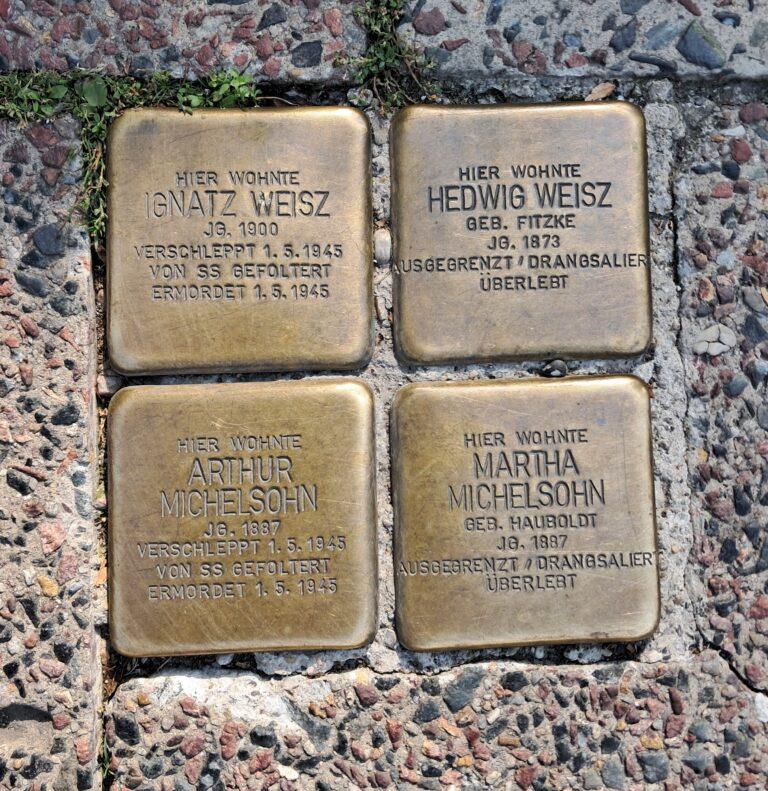 HIER WOHNTE
IGNATZ WEISZ
JG. 1900
VERSCHLEPPT 1.5.1945
VON SS GEFOLTERT
ERMORDET 1.5.1945
HIER WOHNTE
HEDWIG WEISZ
GEB. FITZKE
JG. 1873
AUSGEGRENZT/DRANGSALIERT
ÜBERLEBT
HIER WOHNTE
ARTHUR
MICHELSOHN
JG. 1887
VERSCHLEPPT 1.5.1945
VON SS GEFOLTERT
ERMORDET 1.5.1945
HIER WOHNTE
MARTHA
MICHELSOHN
GEB. HAUBOLDT
JG. 1887
AUSGEGRENZT/DRANGSALIERT
ÜBERLEBT